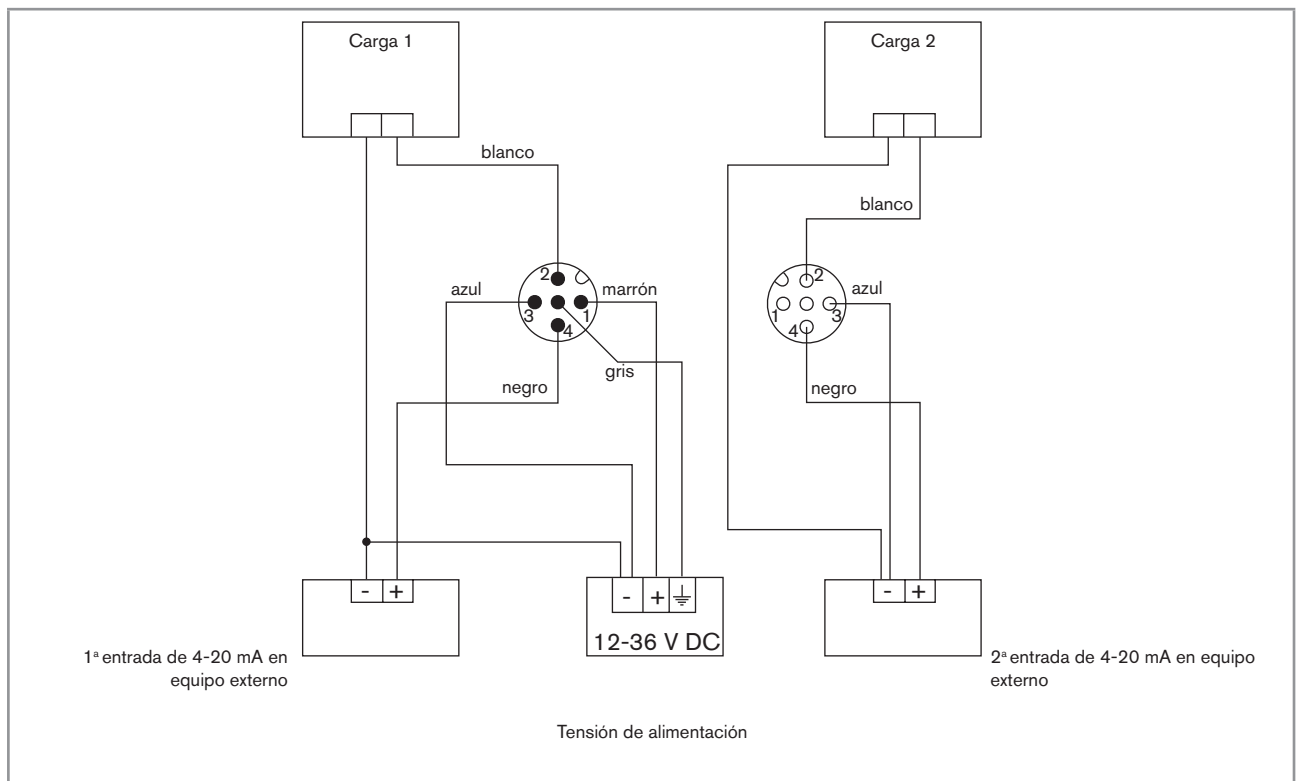 Carga 1
Carga 2
blanco
blanco
2
azul
marrón
3
1
4
gris
negro
2
azul
1
3
4
negro
- +
- +
- +
12-36 V DC
1ª entrada de 4-20 mA en
equipo externo
2ª entrada de 4-20 mA en equipo
externo
Tensión de alimentación